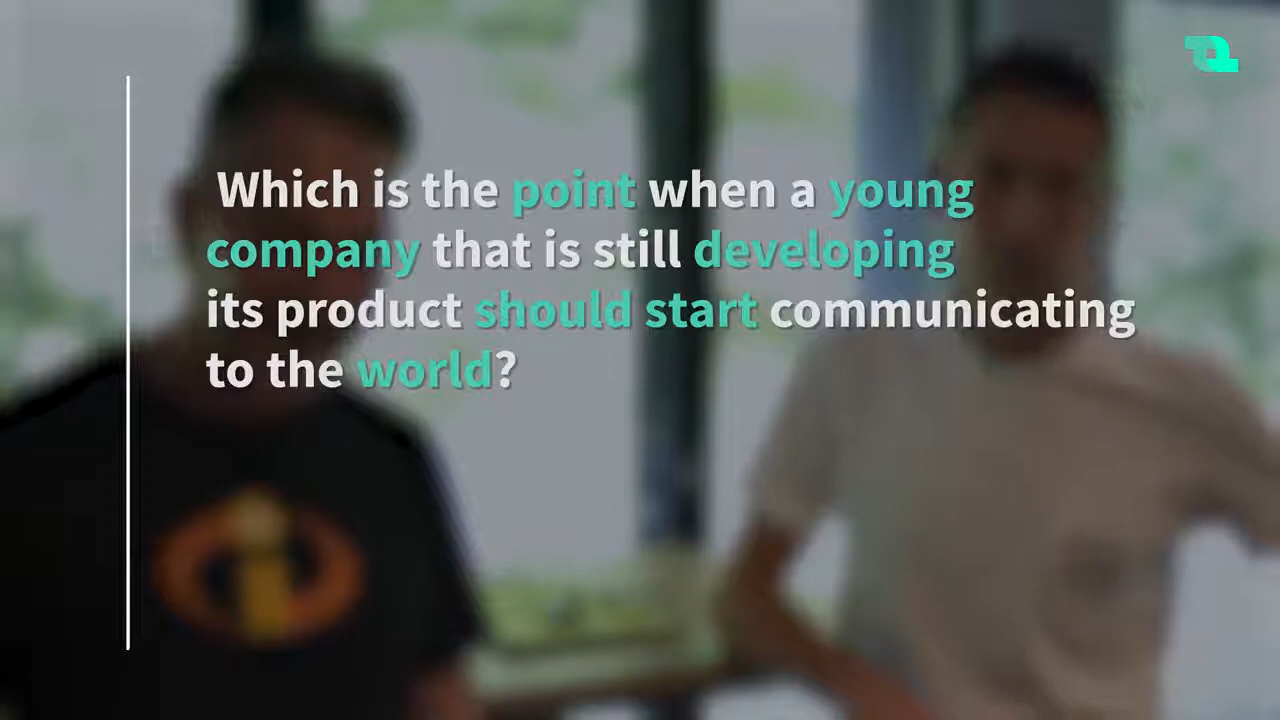 Which is the point when a young
company that is still developing
its product should start communicating
to the world?